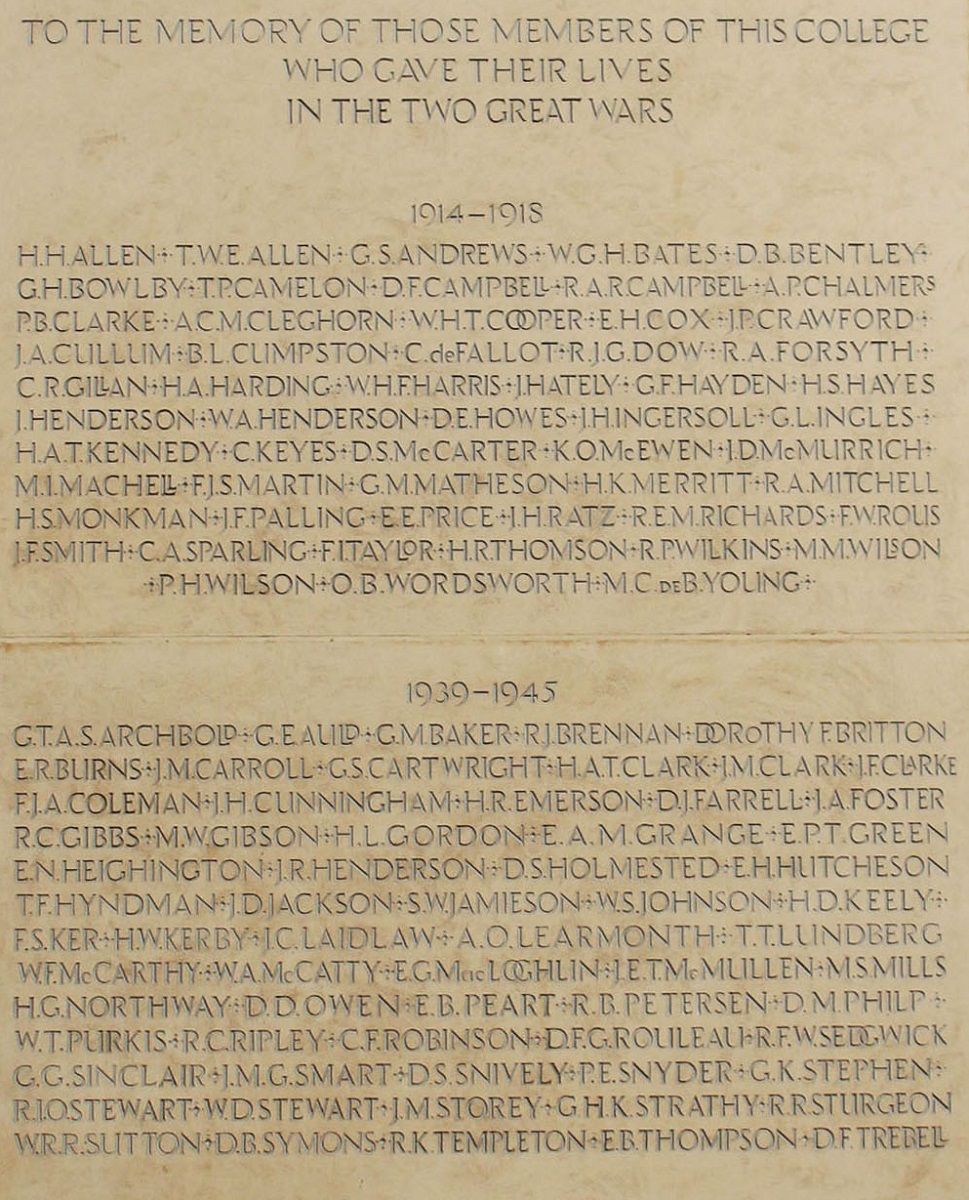 TO THE MEMORY OF THOSE MEMBERS OF THIS COLLEGE
WHO GAVE THEIR LIVES
IN THE TWO GREAT WARS
1914–1918
H.H.ALLEN÷T.W.E.ALLEN÷G.S.ANDREWS÷W.G.H.BATES÷D.B.BENTLEY÷
G.H.BOWLBY÷T.P.CAMELON÷D.F.CAMPBELL÷R.A.R.CAMPBELL÷A.P.CHALMERS
P.B.CLARKE÷A.C.M.CLEGHORN÷W.H.T.COOPER÷E.H.COX÷J.P.CRAWFORD÷
J.A.CULLUM÷B.L.CUMPSTON÷C.deFALLOT÷R.J.G.DOW÷R.A.FORSYTH÷
C.R.GILLAN÷H.A.HARDING÷W.H.F.HARRIS÷J.HATELY÷G.F.HAYDEN÷H.S.HAYES
J.HENDERSON÷W.A.HENDERSON÷D.E.HOWES÷J.H.INGERSOLL÷G.L.INGLES÷
H.A.T.KENNEDY÷C.KEYES÷D.S.McCARTER÷K.O.McEWEN÷J.D.McMURRICH÷
M.I.MACHELL÷F.J.S.MARTIN÷G.M.MATHESON÷H.K.MERRITT÷R.A.MITCHELL
H.S.MONKMAN÷J.F.PALLING÷E.E.PRICE÷J.H.RATZ÷R.E.M.RICHARDS÷F.W.ROUS
J.F.SMITH÷C.A.SPARLING÷F.I.TAYLOR÷H.R.THOMSON÷R.P.WILKINS÷M.M.WILSON
÷P.H.WILSON÷O.B.WORDSWORTH÷M.C.DEB.YOUNG÷
1939–1945
G.T.A.S.ARCHBOLD÷G.E.AULD÷G.M.BAKER÷R.J.BRENNAN÷DOROTHY F.BRITTON
E.R.BURNS÷J.M.CARROLL÷G.S.CARTWRIGHT÷H.A.T.CLARK÷J.M.CLARK÷J.F.CLARKE
F.J.A.COLEMAN÷J.H.CUNNINGHAM÷H.R.EMERSON÷D.J.FARRELL÷J.A.FOSTER
R.C.GIBBS÷M.W.GIBSON÷H.L.GORDON÷E.A.M.GRANGE÷E.P.T.GREEN
E.N.HEIGHINGTON÷J.R.HENDERSON÷D.S.HOLMESTED÷E.H.HUTCHESON
T.F.HYNDMAN÷J.D.JACKSON÷S.W.JAMIESON÷W.S.JOHNSON÷H.D.KEELY÷
F.S.KER÷H.W.KERBY÷J.C.LAIDLAW÷A.O.LEARMONTH÷T.T.LUNDBERG
W.F.McCARTHY÷W.A.McCATTY÷E.G.MacLOGHLIN÷J.E.T.McMULLEN÷M.S.MILLS
H.G.NORTHWAY÷D.D.OWEN÷E.B.PEART÷R.B.PETERSEN÷D.M.PHILP÷
W.T.PURKIS÷R.C.RIPLEY÷C.F.ROBINSON÷D.F.G.ROULEAU÷R.F.W.SEDGWICK
G.G.SINCLAIR÷J.M.G.SMART÷D.S.SNIVELY÷P.E.SNYDER÷G.K.STEPHEN÷
R.J.O.STEWART÷W.D.STEWART÷J.M.STOREY÷G.H.K.STRATHY÷R.R.STURGEON
W.R.R.SUTTON÷D.B.SYMONS÷R.K.TEMPLETON÷E.B.THOMPSON÷D.F.TREBELL